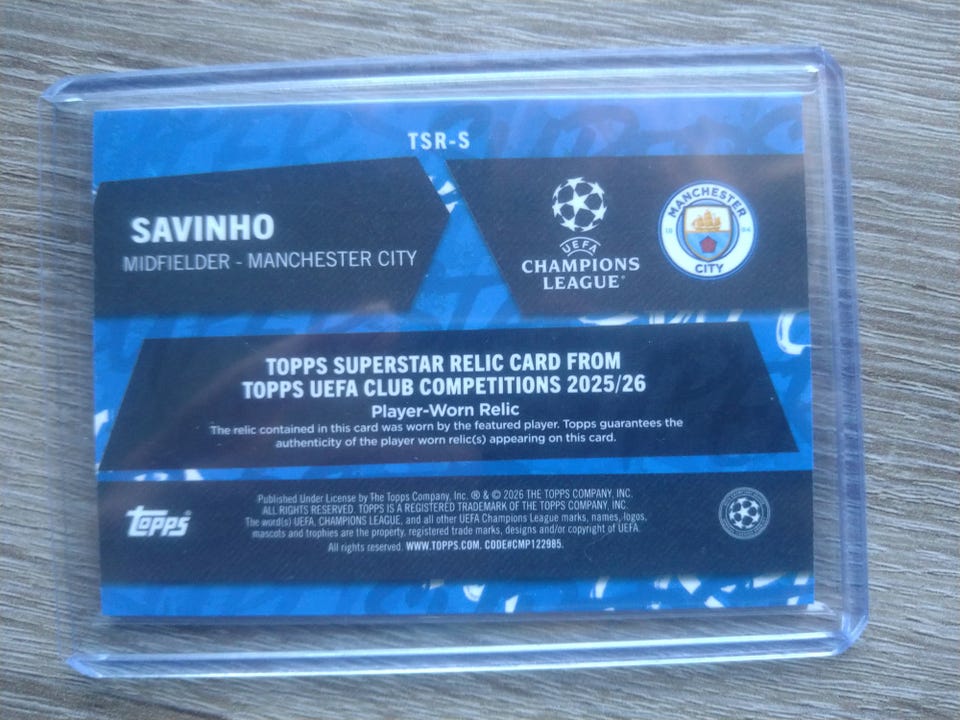 TSR-S
SAVINHO
MIDFIELDER - MANCHESTER CITY
UEFA
CHAMPIONS
LEAGUE®
MANCHESTER
18 94
CITY
TOPPS SUPERSTAR RELIC CARD FROM
TOPPS UEFA CLUB COMPETITIONS 2025/26
Player-Worn Relic
The relic contained in this card was worn by the featured player. Topps guarantees the
authenticity of the player worn relic(s) appearing on this card.
topps®
Published Under License by The Topps Company, Inc. ® & © 2026 THE TOPPS COMPANY, INC.
ALL RIGHTS RESERVED. TOPPS IS A REGISTERED TRADEMARK OF THE TOPPS COMPANY, INC.
The word(s) UEFA, CHAMPIONS LEAGUE, and all other UEFA Champions League marks, names, logos,
mascots and trophies are the property, registered trade marks, designs and/or copyright of UEFA.
All rights reserved. WWW.TOPPS.COM. CODE#CMP122985.